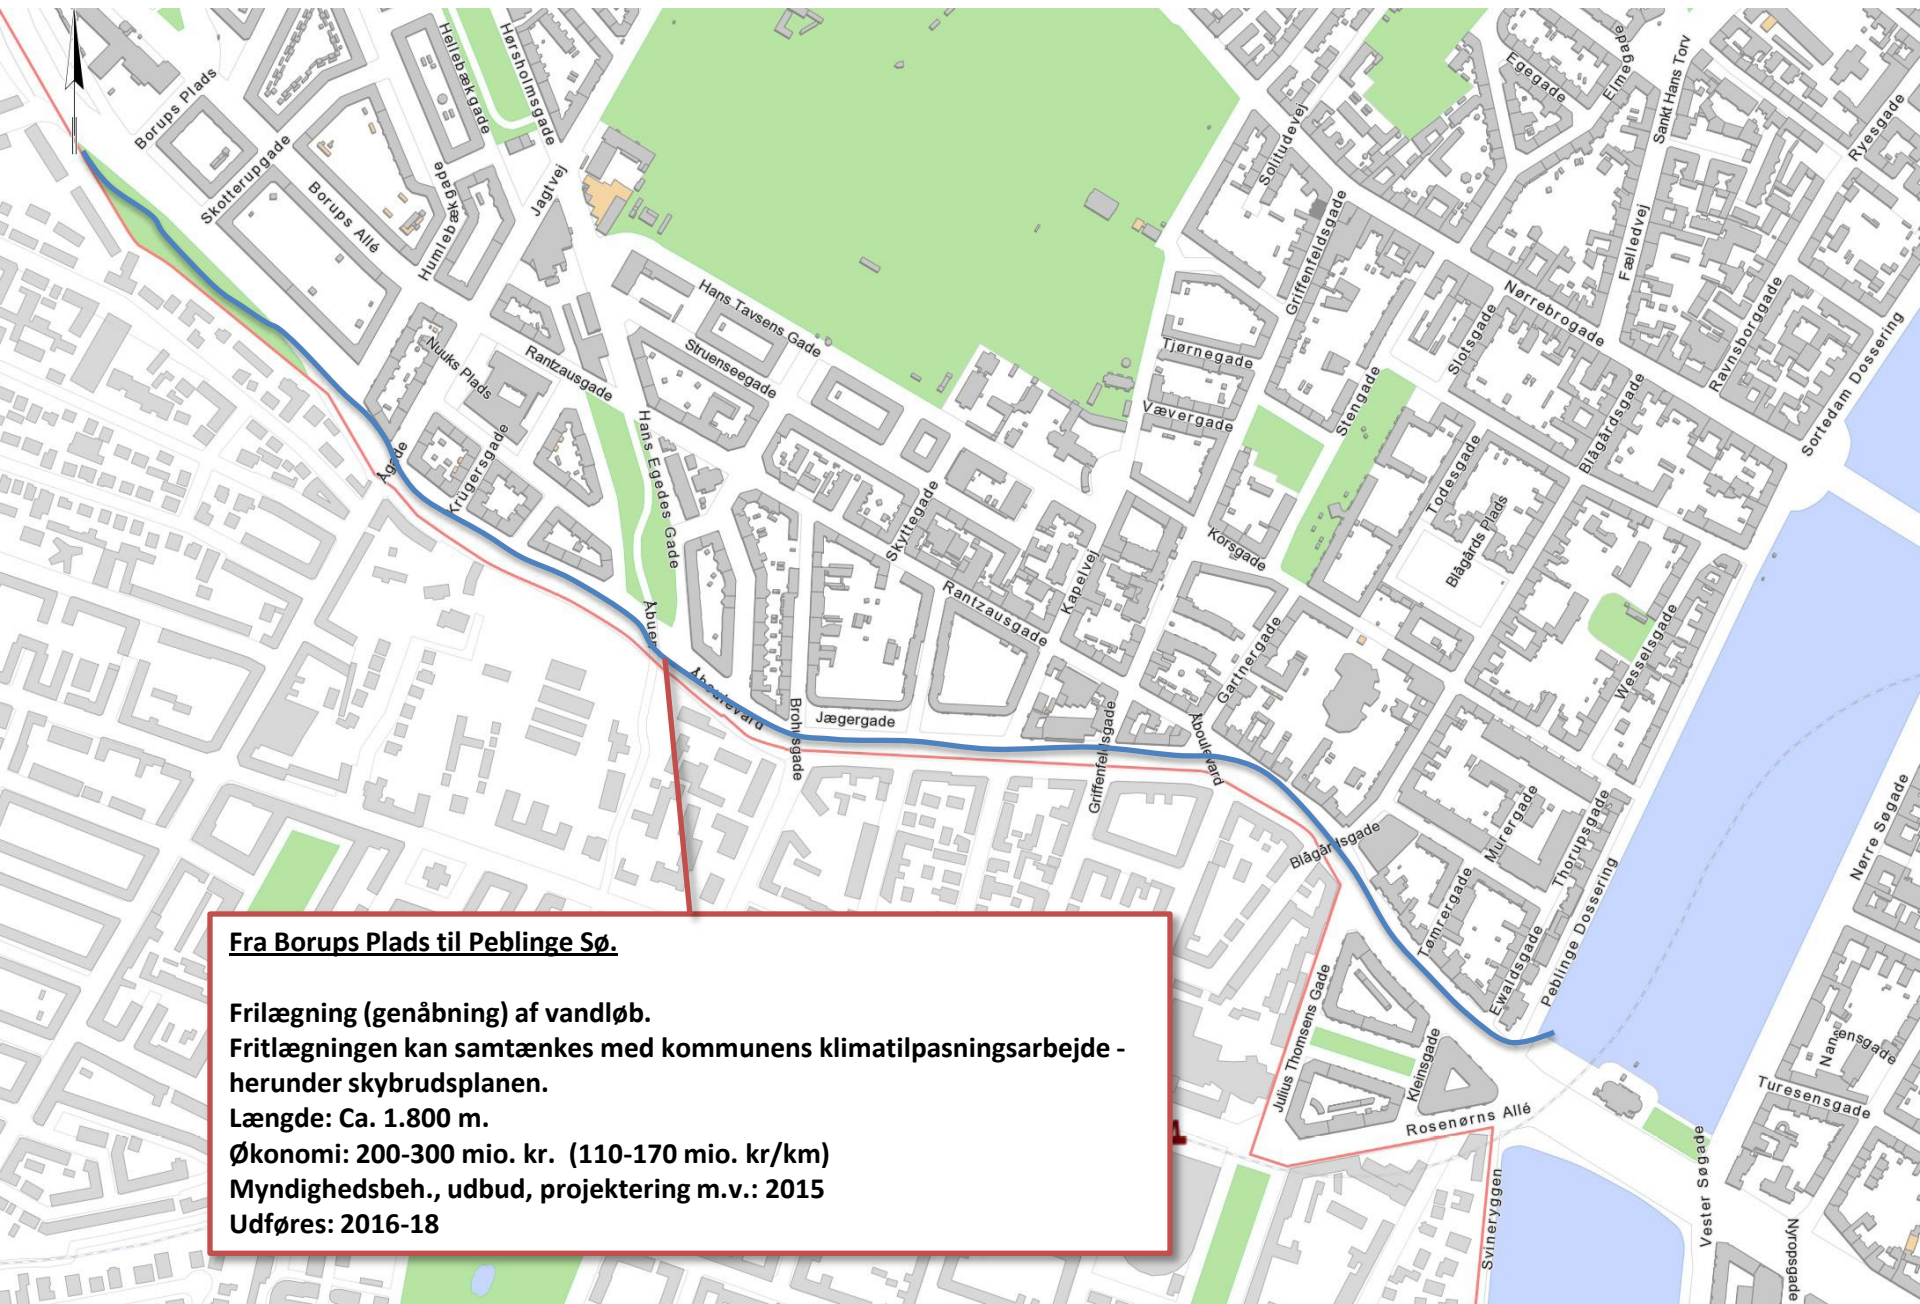 Borups Plads
Skotterupgade
Borups Allé
Humlebækgade
Hellebækgade
Hørsholmsgade
Jagtvej
Solitudevej
Egegade
Elmegade
Sankt Hans Torv
Ryesgade
Fælledvej
Griffenfeldsgade
Nørrebrogade
Ravnsborggade
Slotsgade
Sortedam Dossering
Hans Tavsens Gade
Struenseegade
Tjørnegade
Vævergade
Stengade
Blågårdsgade
Nuuks Plads
Rantzausgade
Hans Egedes Gade
Ågade
Krügersgade
Skyttegade
Todesgade
Blågårds Plads
Korsgade
Kapelvej
Rantzausgade
Gartnergade
Wesselsgade
Åbuen
Åboulevard
Brohusgade
Jægergade
Griffenfeldsgade
Åboulevard
Blågårdsgade
Murergade
Thorupsgade
Tømrergade
Ewaldsgade
Peblinge Dossering
Nørre Søgade
Nansensgade
Turesensgade
Julius Thomsens Gade
Kleinsgade
Rosenørns Allé
Svineryggen
Vester Søgade
Nyropsgade
Fra Borups Plads til Peblinge Sø.
Frilægning (genåbning) af vandløb.
Fritlægningen kan samtænkes med kommunens klimatilpasningsarbejde -
herunder skybrudsplanen.
Længde: Ca. 1.800 m.
Økonomi: 200-300 mio. kr. (110-170 mio. kr/km)
Myndighedsbeh., udbud, projektering m.v.: 2015
Udføres: 2016-18